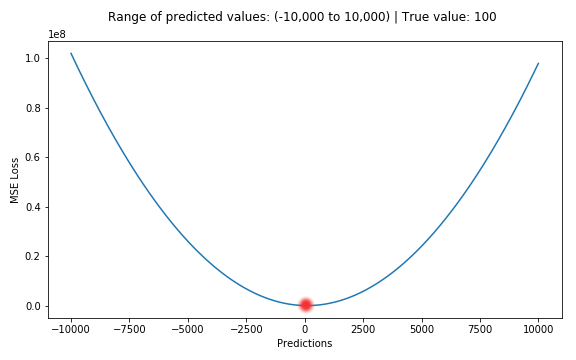 Range of predicted values: (-10,000 to 10,000) | True value: 100
1e8
1.0
0.8
0.6
0.4
0.2
0.0
MSE Loss
−10000 −7500 −5000 −2500 0 2500 5000 7500 10000
Predictions